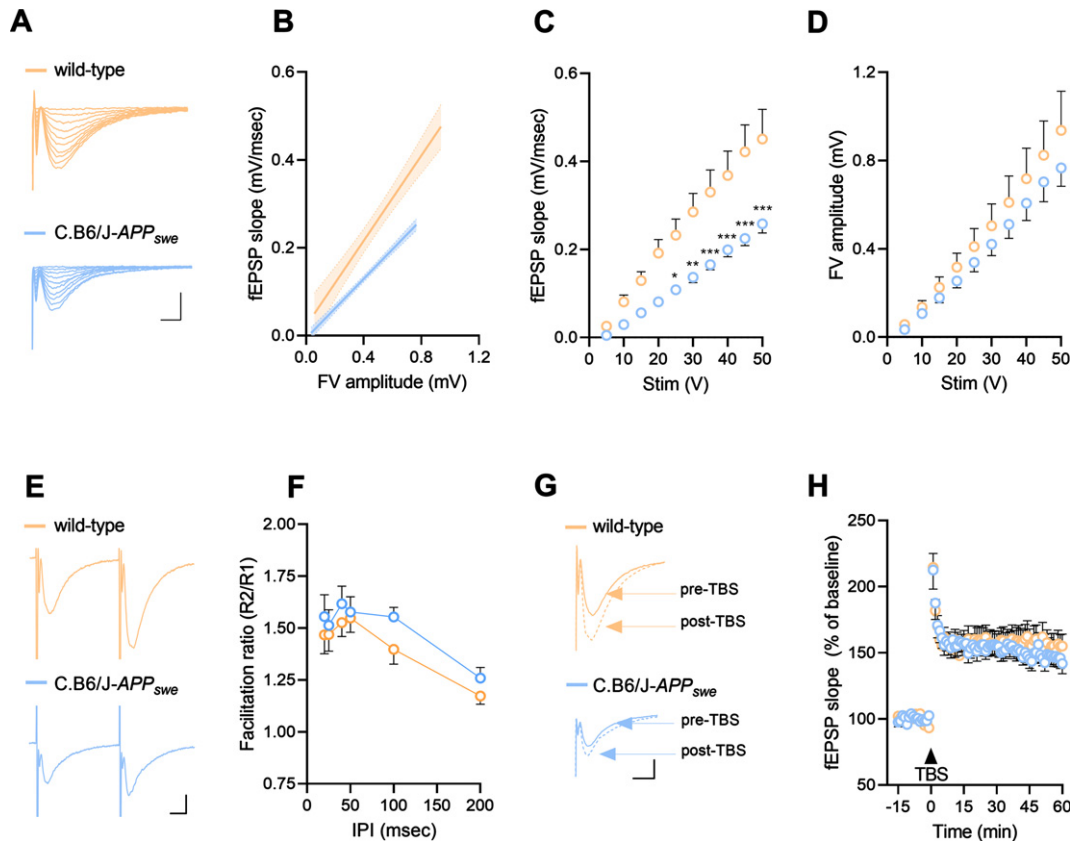 A
wild-type
C.B6/J-APPswe
B
fEPSP slope (mV/msec)
0.6
0.4
0.2
0.0
0.0 0.4 0.8 1.2
FV amplitude (mV)
C
fEPSP slope (mV/msec)
0.6
0.4
0.2
0.0
* ** *** *** *** ***
0 10 20 30 40 50
Stim (V)
D
FV amplitude (mV)
1.2
0.8
0.4
0.0
0 10 20 30 40 50
Stim (V)
E
wild-type
C.B6/J-APPswe
F
Facilitation ratio (R2/R1)
2.00
1.75
1.50
1.25
1.00
0.75
0 50 100 150 200
IPI (msec)
G
wild-type
pre-TBS
post-TBS
C.B6/J-APPswe
pre-TBS
post-TBS
H
fEPSP slope (% of baseline)
250
200
150
100
50
TBS
-15 0 15 30 45 60
Time (min)